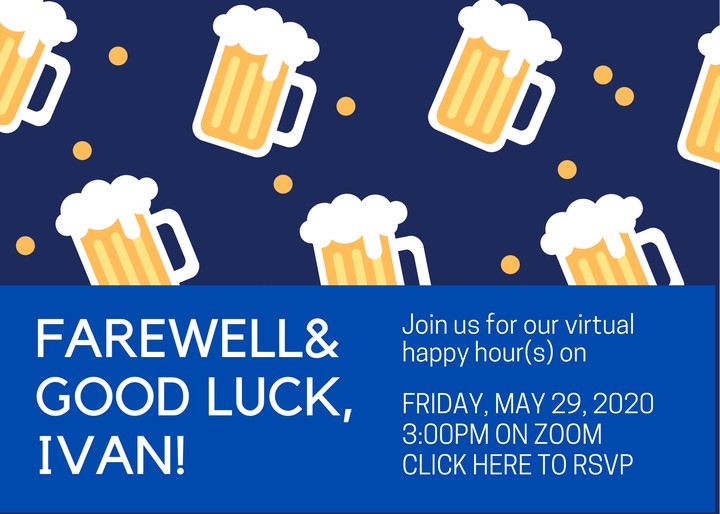 FAREWELL&
GOOD LUCK,
IVAN!
Join us for our virtual
happy hour(s) on
FRIDAY, MAY 29, 2020
3:00PM ON ZOOM
CLICK HERE TO RSVP